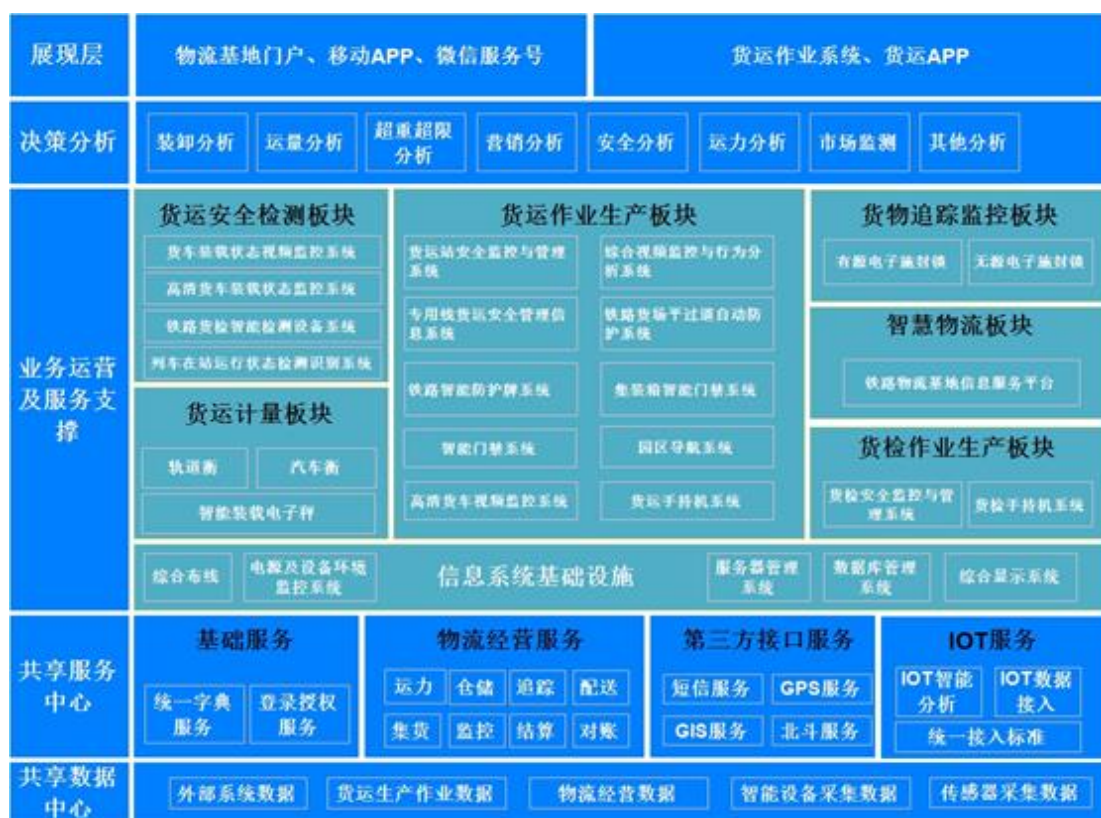 展现层
物流基地门户、移动APP、微信服务号
货运作业系统、货运APP
决策分析
装卸分析
运量分析
超重超限
分析
营销分析
安全分析
运力分析
市场监测
其他分析
业务运营
及服务支
撑
货运安全检测板块
货车装载状态视频监控系统
高清货车装载状态监控系统
铁路货检智能检测设备系统
列车在站运行状态检测识别系统
货运计量板块
轨道衡
汽车衡
智能装载电子秤
货运作业生产板块
货运站安全监控与管理
系统
综合视频监控与行为分
析系统
专用线货运安全管理信
息系统
铁路货场平过道自动防
护系统
铁路智能防护牌系统
集装箱智能门禁系统
智能门禁系统
园区导航系统
高清货车视频监控系统
货运手持机系统
货物追踪监控板块
有源电子施封锁
无源电子施封锁
智慧物流板块
铁路物流基地信息服务平台
货检作业生产板块
货检安全监控与管
理系统
货检手持机系统
综合布线
电源及设备环境
监控系统
信息系统基础设施
服务器管理
系统
数据库管理
系统
综合显示系统
共享服务
中心
基础服务
统一字典
服务
登录授权
服务
物流经营服务
运力
仓储
追踪
配送
集货
监控
结算
对账
第三方接口服务
短信服务
GPS服务
GIS服务
北斗服务
IOT服务
IOT智能
分析
IOT数据
接入
统一接入标准
共享数据
中心
外部系统数据
货运生产作业数据
物流经营数据
智能设备采集数据
传感器采集数据